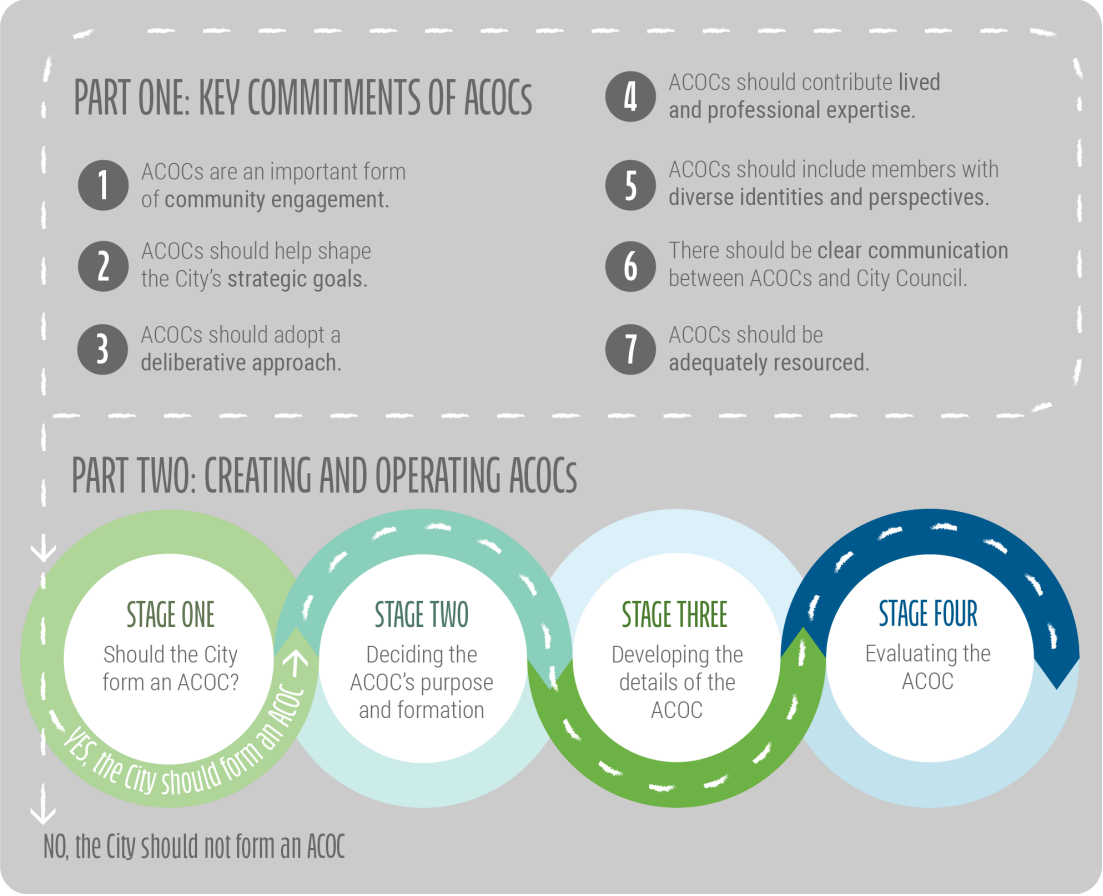 PART ONE: KEY COMMITMENTS OF ACOCs
1
ACOCs are an important form
of community engagement.
2
ACOCs should help shape
the City’s strategic goals.
3
ACOCs should adopt a
deliberative approach.
4
ACOCs should contribute lived
and professional expertise.
5
ACOCs should include members with
diverse identities and perspectives.
6
There should be clear communication
between ACOCs and City Council.
7
ACOCs should be
adequately resourced.
PART TWO: CREATING AND OPERATING ACOCs
STAGE ONE
Should the City
form an ACOC?
YES, the City should form an ACOC
STAGE TWO
Deciding the
ACOC’s purpose
and formation
STAGE THREE
Developing the
details of the
ACOC
STAGE FOUR
Evaluating the
ACOC
NO, the City should not form an ACOC